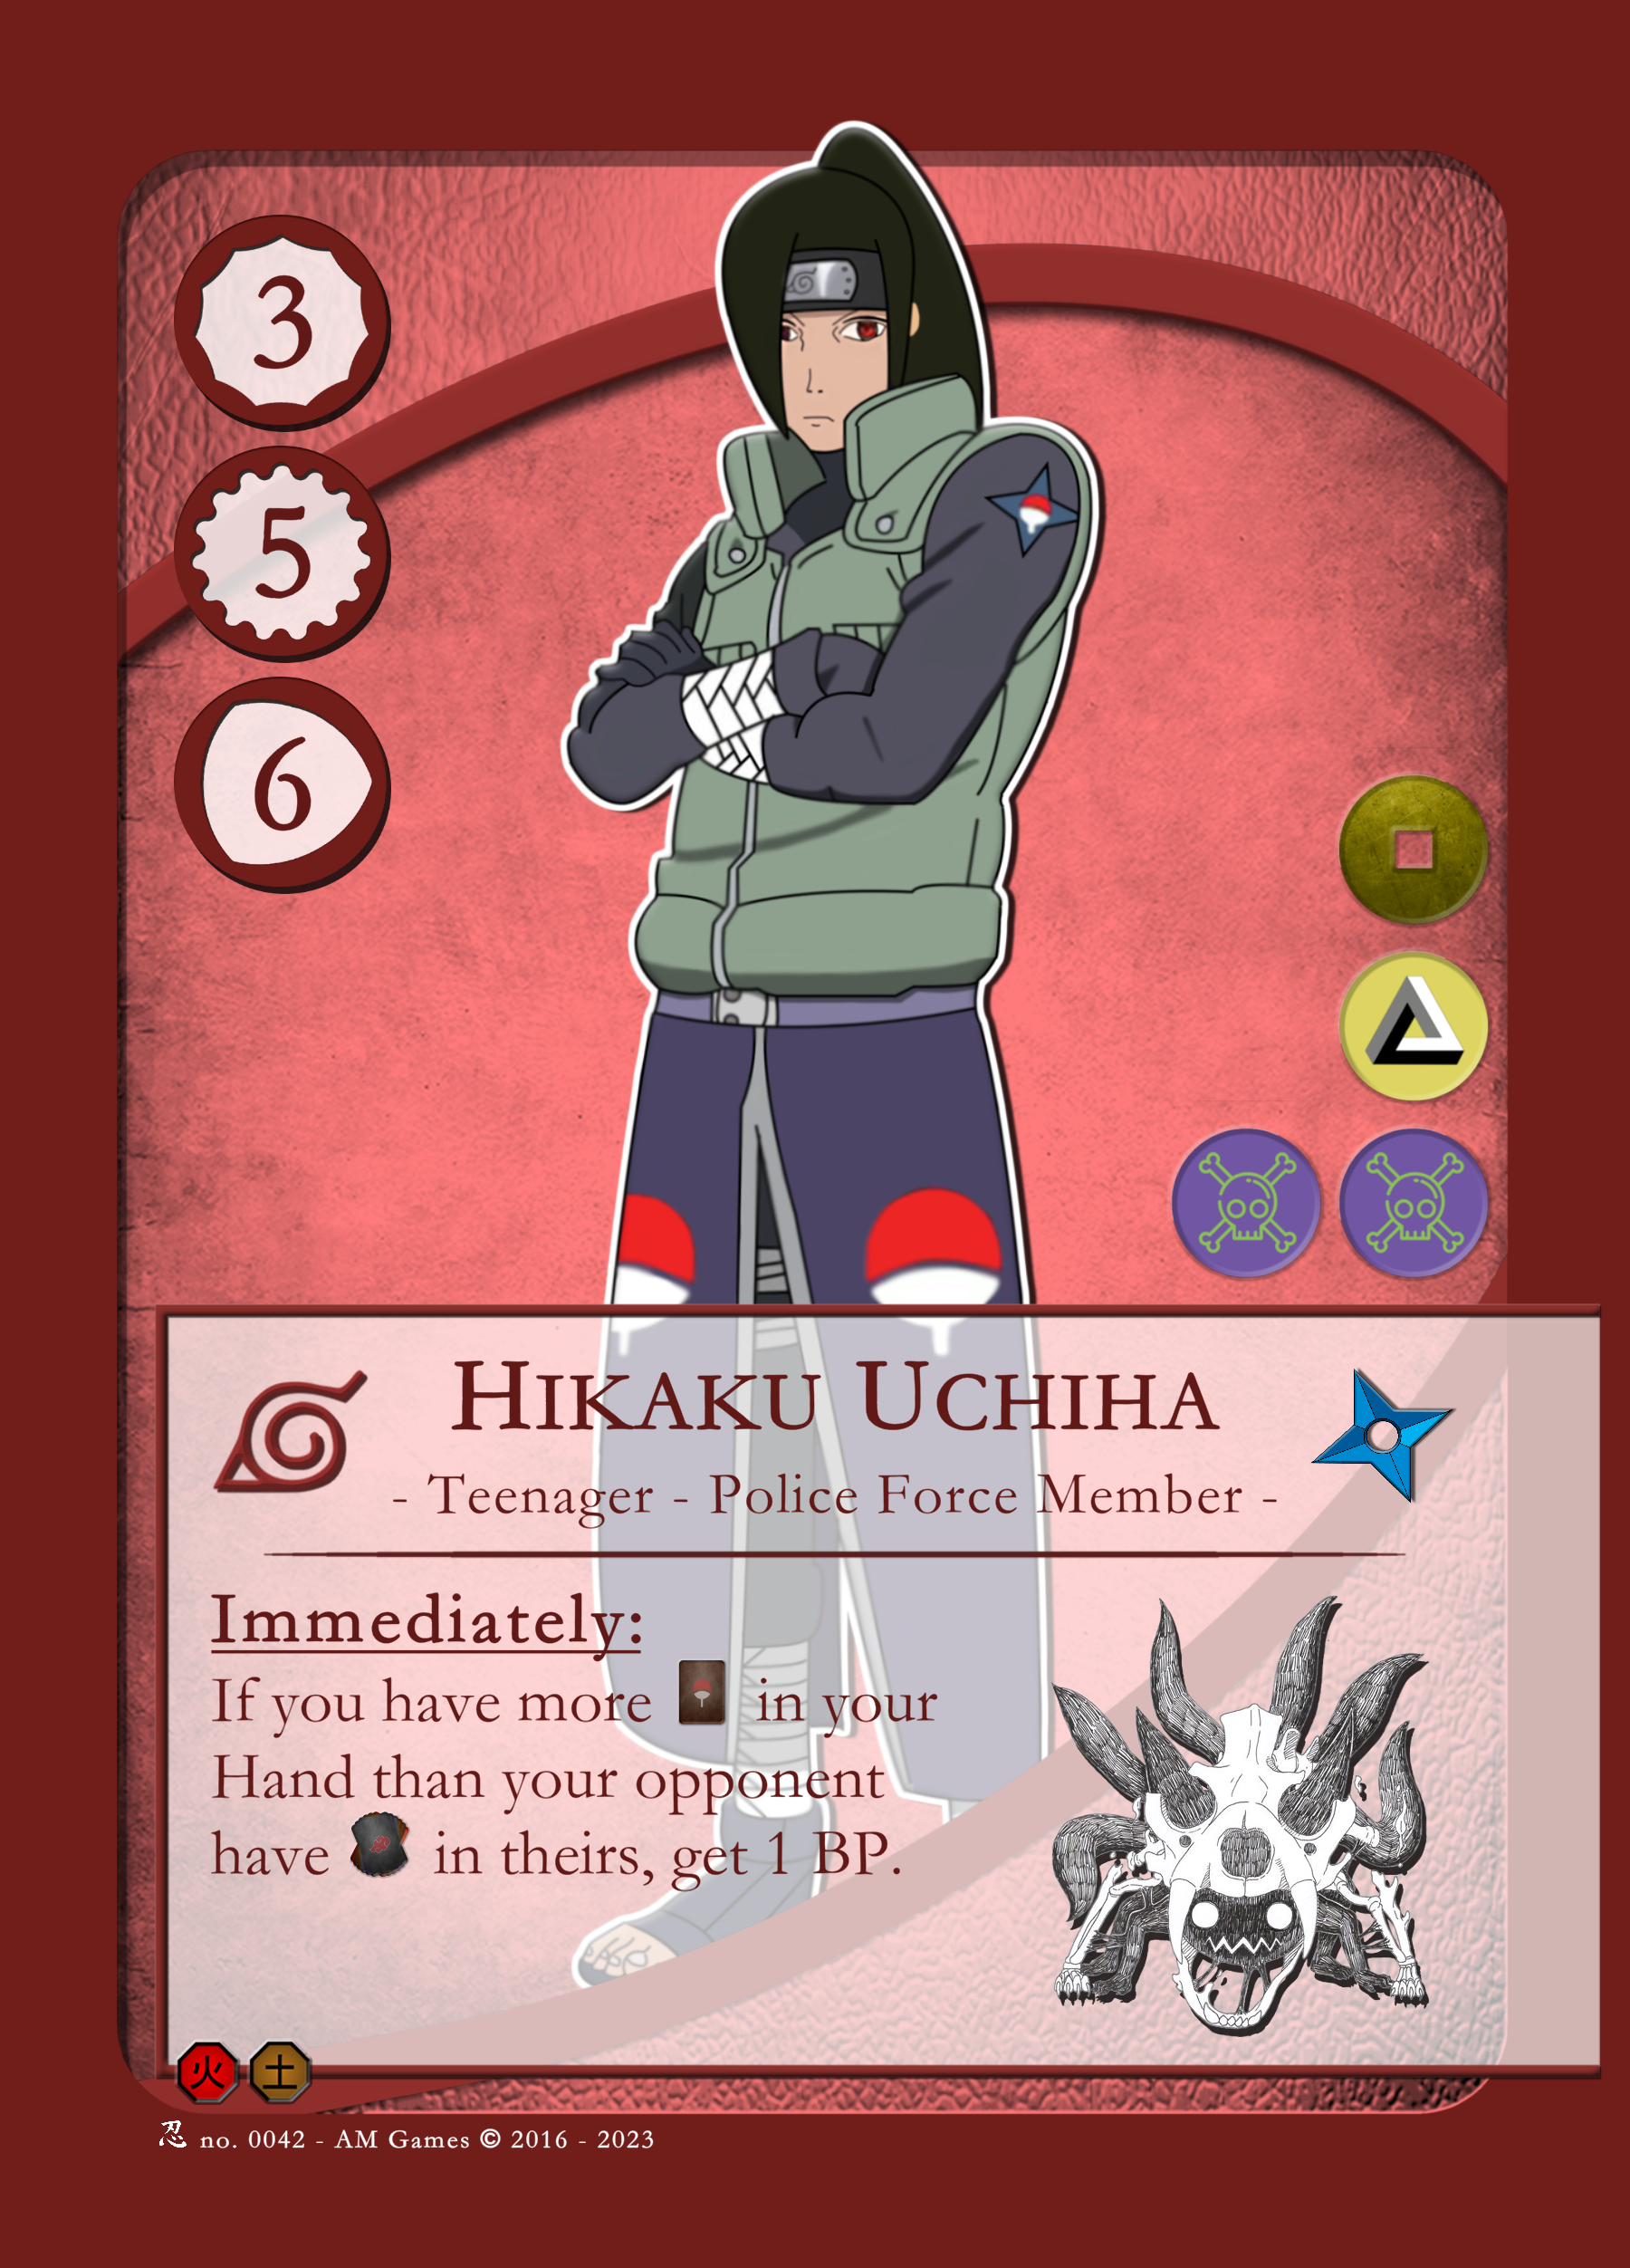 3
5
6
Hikaku Uchiha
- Teenager - Police Force Member -
Immediately:
If you have more in your
Hand than your opponent
have in theirs, get 1 BP.
火 土
忍 no. 0042 - AM Games © 2016 - 2023